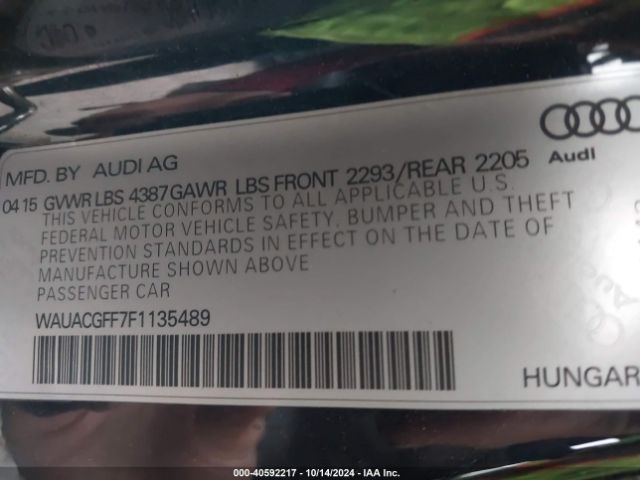 MFD. BY AUDI AG
Audi
04 15 GVWR LBS 4387 GAWR LBS FRONT 2293/REAR 2205
THIS VEHICLE CONFORMS TO ALL APPLICABLE U.S.
FEDERAL MOTOR VEHICLE SAFETY, BUMPER AND THEFT
PREVENTION STANDARDS IN EFFECT ON THE DATE OF
MANUFACTURE SHOWN ABOVE
PASSENGER CAR
WAUACGFF7F1135489
HUNGAR
000-40592217 - 10/14/2024 - IAA Inc.